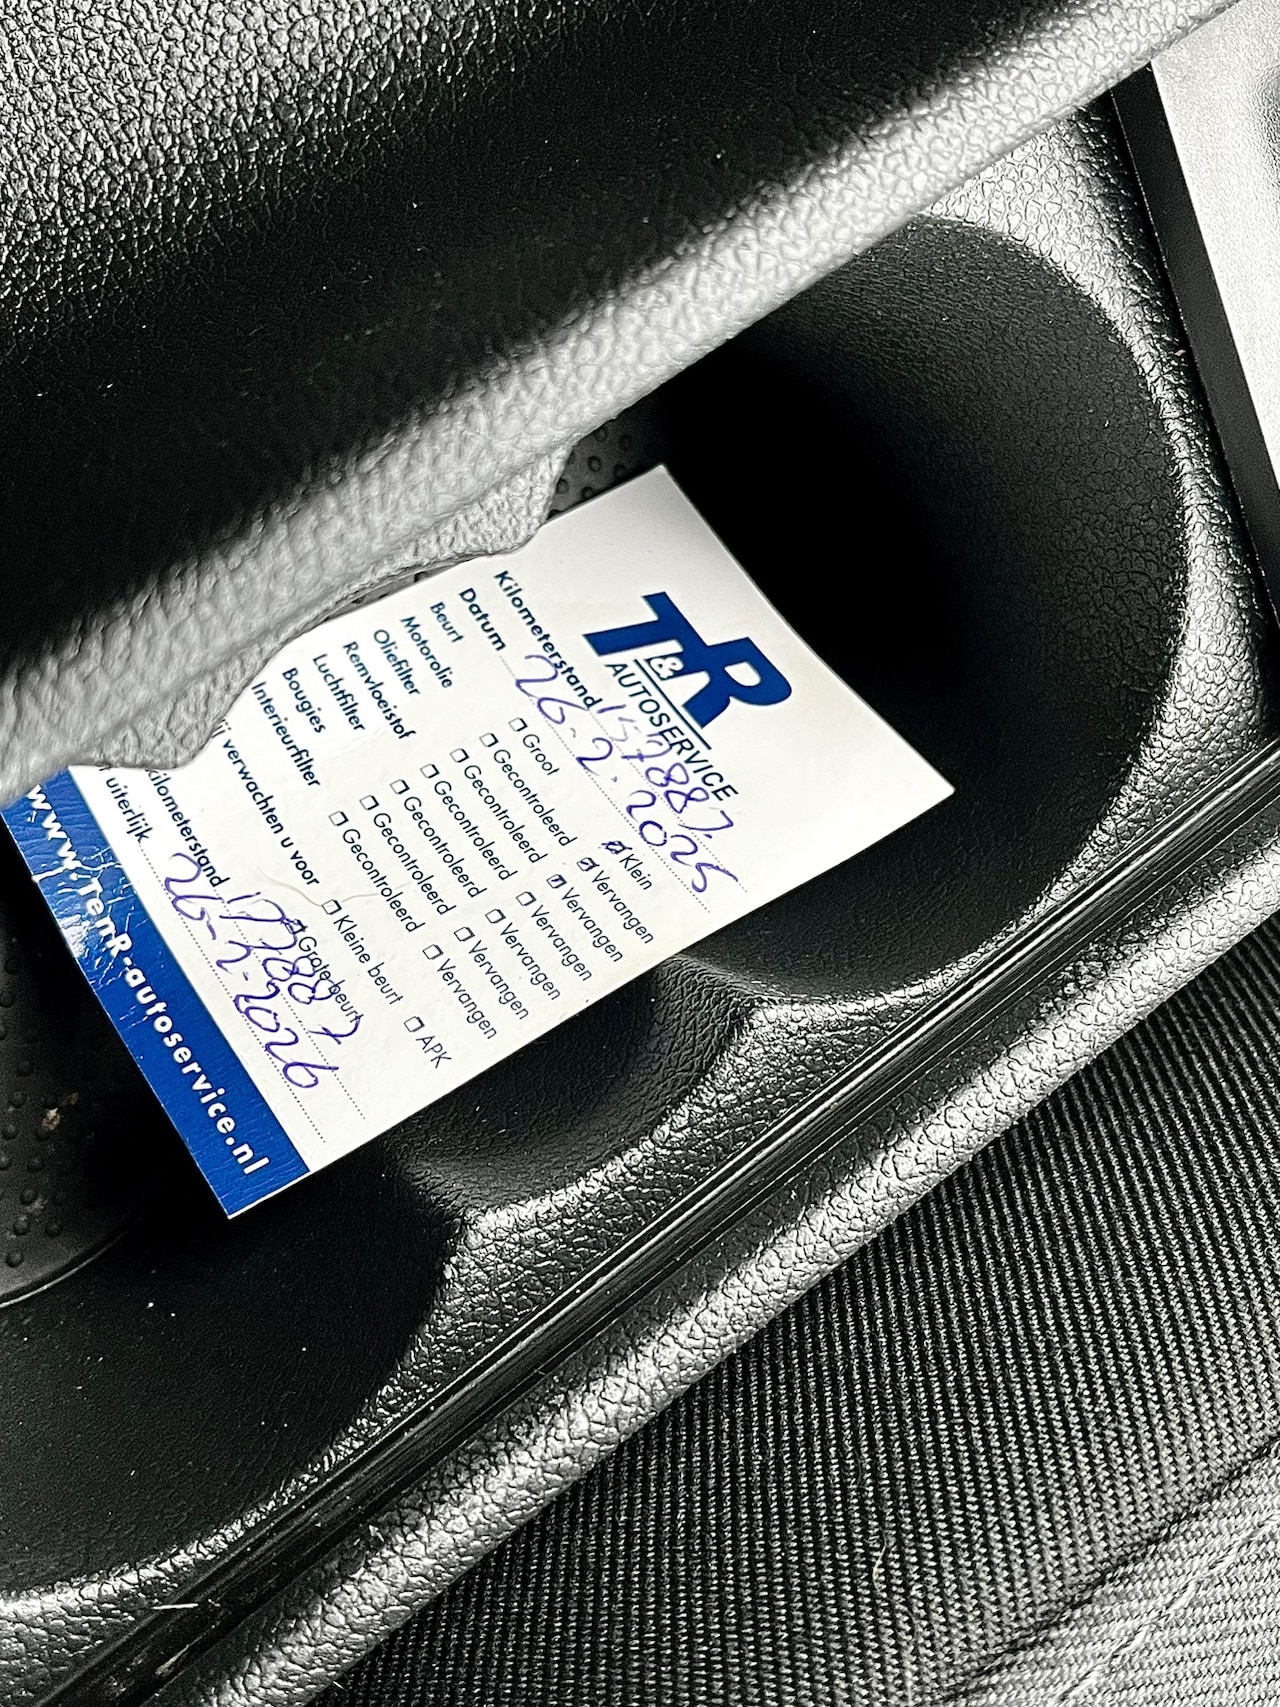 T&R
AUTOSERVICE
Kilometerstand 157887
Datum 26-2-2025
Beurt ☐ Groot ☑ Klein
Motorolie ☐ Gecontroleerd ☑ Vervangen
Oliefilter ☐ Gecontroleerd ☑ Vervangen
Remvloeistof ☐ Gecontroleerd ☐ Vervangen
Luchtfilter ☐ Gecontroleerd ☐ Vervangen
Bougies ☐ Gecontroleerd ☐ Vervangen
Interieurfilter ☐ Gecontroleerd ☐ Vervangen
verwachten u voor ☐ Kleine beurt ☐ APK
☑ Grote beurt
kilometerstand 177887
uiterlijk 26-2-2026
www.TenR-autoservice.nl